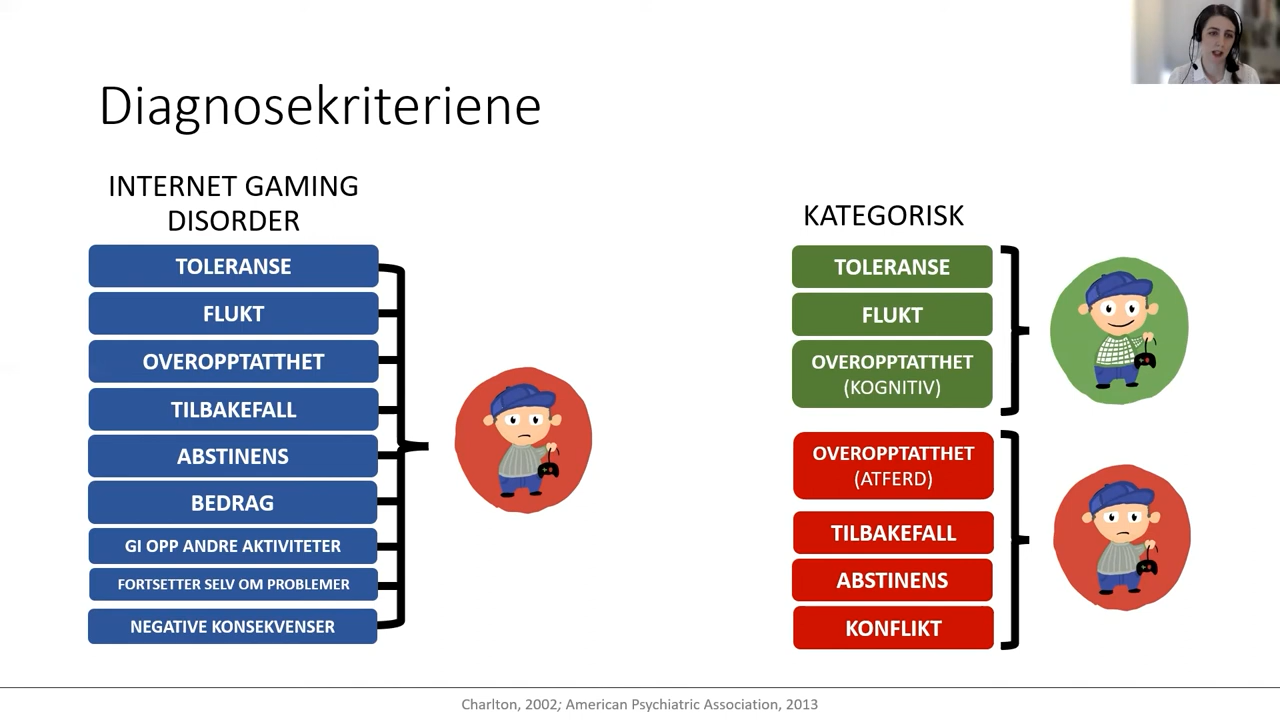 Diagnosekriteriene
INTERNET GAMING
DISORDER
TOLERANSE
FLUKT
OVEROPPTATTHET
TILBAKEFALL
ABSTINENS
BEDRAG
GI OPP ANDRE AKTIVITETER
FORTSETTER SELV OM PROBLEMER
NEGATIVE KONSEKVENSER
KATEGORISK
TOLERANSE
FLUKT
OVEROPPTATTHET
(KOGNITIV)
OVEROPPTATTHET
(ATFERD)
TILBAKEFALL
ABSTINENS
KONFLIKT
Charlton, 2002; American Psychiatric Association, 2013